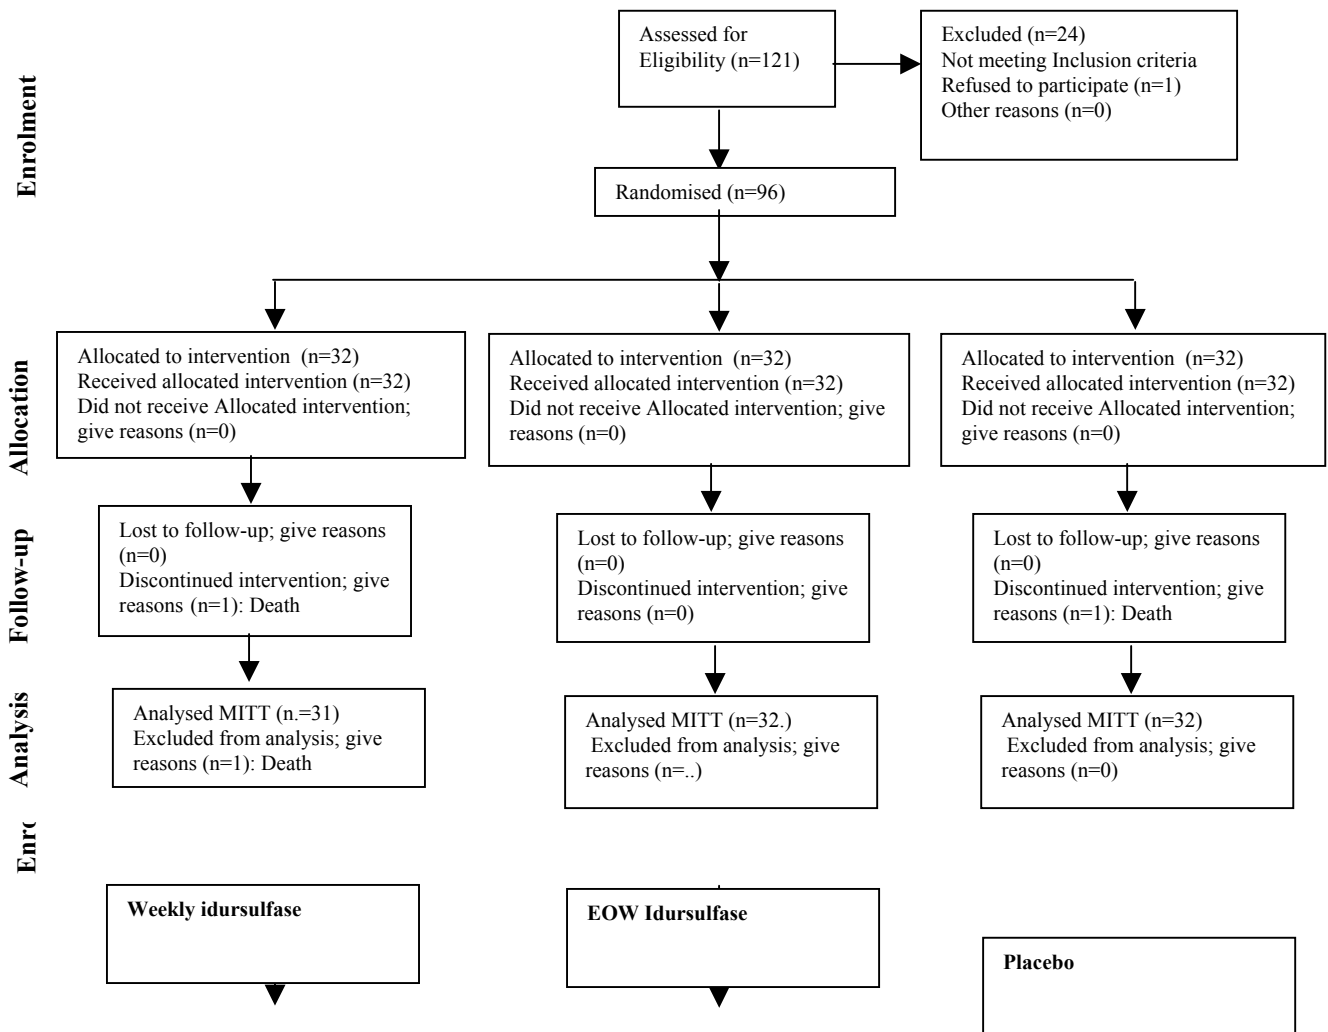 Assessed for
Eligibility (n=121)
Excluded (n=24)
Not meeting Inclusion criteria
Refused to participate (n=1)
Other reasons (n=0)
Enrolment
Randomised (n=96)
Allocation
Allocated to intervention (n=32)
Received allocated intervention (n=32)
Did not receive Allocated intervention;
give reasons (n=0)
Allocated to intervention (n=32)
Received allocated intervention (n=32)
Did not receive Allocated intervention; give
reasons (n=0)
Allocated to intervention (n=32)
Received allocated intervention (n=32)
Did not receive Allocated intervention;
give reasons (n=0)
Follow-up
Lost to follow-up; give reasons
(n=0)
Discontinued intervention; give
reasons (n=1): Death
Lost to follow-up; give reasons
(n=0)
Discontinued intervention; give
reasons (n=0)
Lost to follow-up; give reasons
(n=0)
Discontinued intervention; give
reasons (n=1): Death
Analysis
Analysed MITT (n.=31)
Excluded from analysis; give
reasons (n=1): Death
Analysed MITT (n=32.)
Excluded from analysis; give
reasons (n=..)
Analysed MITT (n=32)
Excluded from analysis; give
reasons (n=0)
Weekly idursulfase
EOW Idursulfase
Placebo